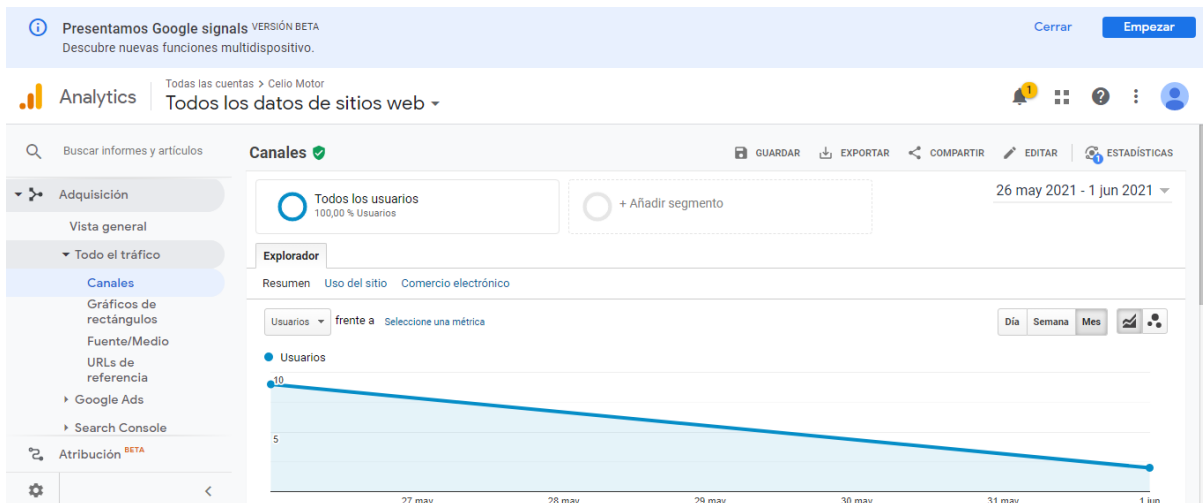 Presentamos Google signals VERSIÓN BETA
Descubre nuevas funciones multidispositivo.
Cerrar
Empezar
Analytics
Todas las cuentas > Celio Motor
Todos los datos de sitios web
1
Buscar informes y artículos
Adquisición
Vista general
Todo el tráfico
Canales
Gráficos de
rectángulos
Fuente/Medio
URLs de
referencia
Google Ads
Search Console
Atribución BETA
Canales
GUARDAR
EXPORTAR
COMPARTIR
EDITAR
1
ESTADÍSTICAS
Todos los usuarios
100,00 % Usuarios
+ Añadir segmento
26 may 2021 - 1 jun 2021
Explorador
Resumen Uso del sitio Comercio electrónico
Usuarios frente a Seleccione una métrica
Día Semana Mes
Usuarios
10
5
27 may 28 may 29 may 30 may 31 may 1 jun